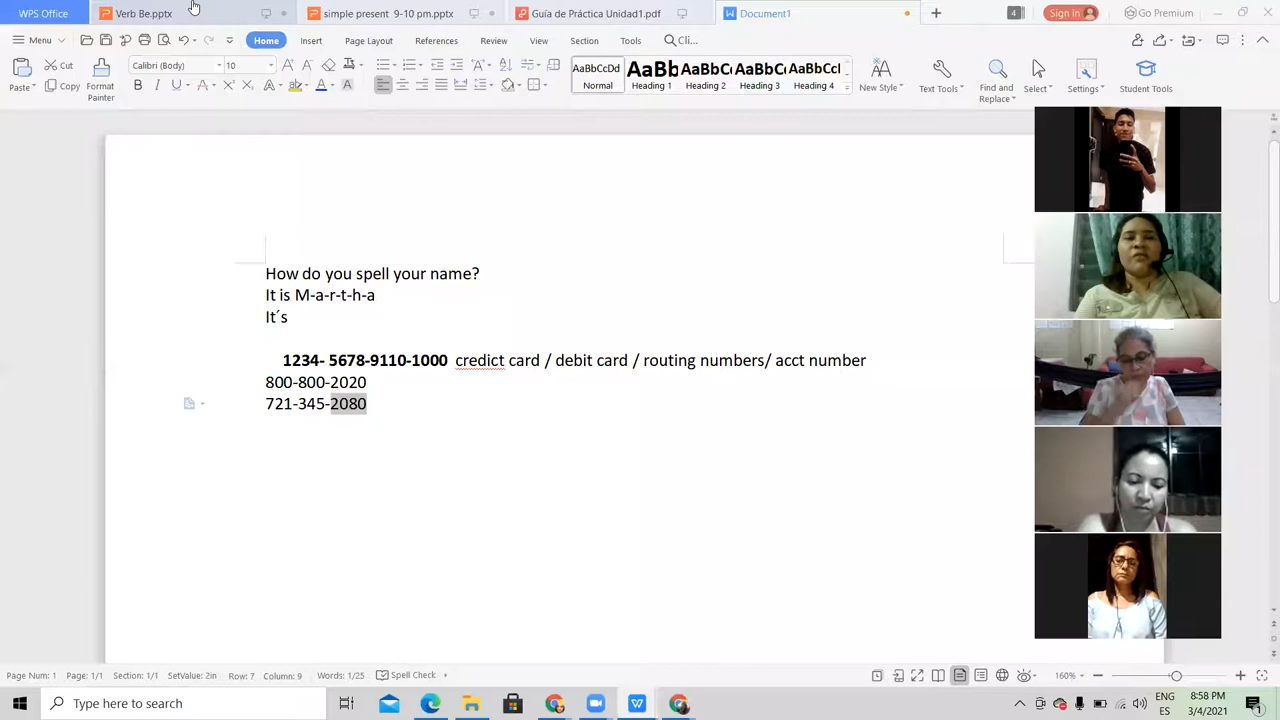 WPS Office
Verb Be.pptx
simple
9-10 pm.pptx
Guía de Práctica Unidad1.pdf
Document1
4
Sign in
Go Premium
Menu
Home
Insert
Page Layout
References
Review
View
Section
Tools
Cli...
Paste
Cut
Copy
Format Painter
Calibri (Body)
10
B I U A X² A A
AaBbCcDd
Normal
AaBb
Heading 1
AaBbC
Heading 2
AaBbC
Heading 3
AaBbCcl
Heading 4
New Style
Text Tools
Find and Replace
Select
Settings
Student Tools
How do you spell your name?
It is M-a-r-t-h-a
It´s
1234- 5678-9110-1000 credict card / debit card / routing numbers/ acct number
800-800-2020
721-345-2080
Page Num: 1
Page: 1/1
Section: 1/1
SetValue:
Row: 7
Column: 9
Words: 1/25
Spell Check
160%
Type here to search
ENG
ES
8:58 PM
3/4/2021